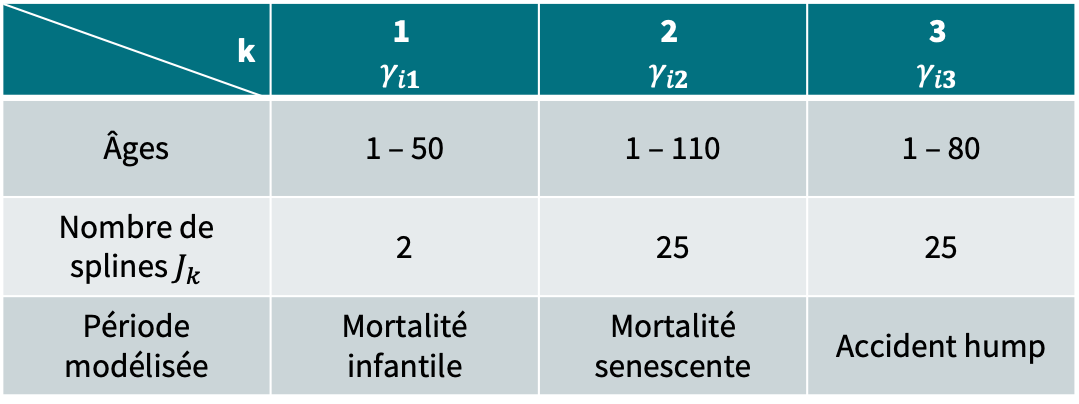 k
1
γi1
2
γi2
3
γi3
Âges
1 – 50
1 – 110
1 – 80
Nombre de
splines Jk
2
25
25
Période
modélisée
Mortalité
infantile
Mortalité
senescente
Accident hump